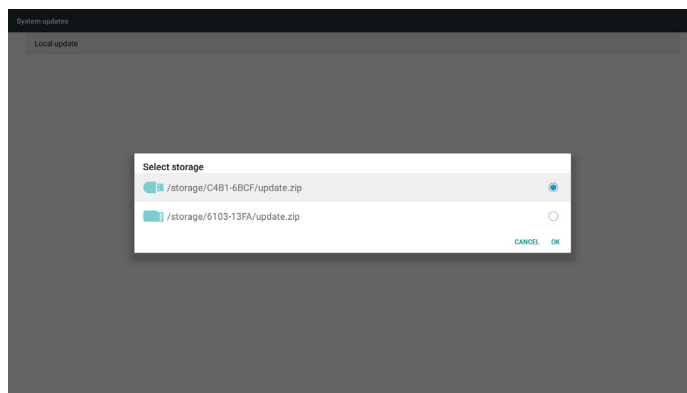 System updates
Local update
Select storage
/storage/C4B1-6BCF/update.zip
/storage/6103-13FA/update.zip
CANCEL OK